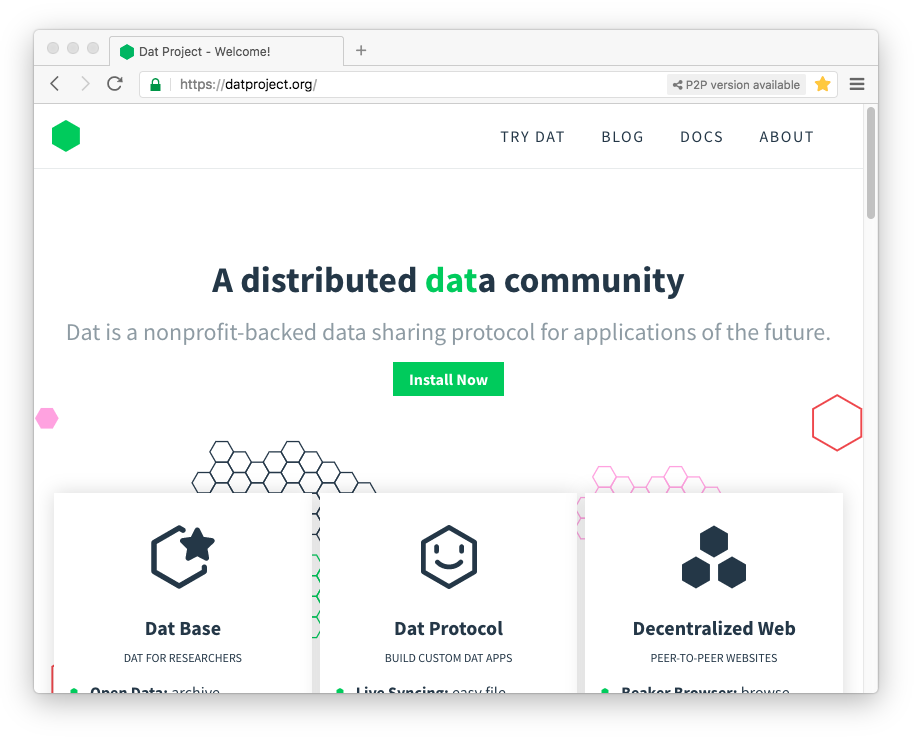 Dat Project - Welcome!
https://datproject.org/
P2P version available
TRY DAT BLOG DOCS ABOUT
A distributed data community
Dat is a nonprofit-backed data sharing protocol for applications of the future.
Install Now
Dat Base
DAT FOR RESEARCHERS
Open Data: archive
Dat Protocol
BUILD CUSTOM DAT APPS
Live Syncing: easy file
Decentralized Web
PEER-TO-PEER WEBSITES
Beaker Browser: browse